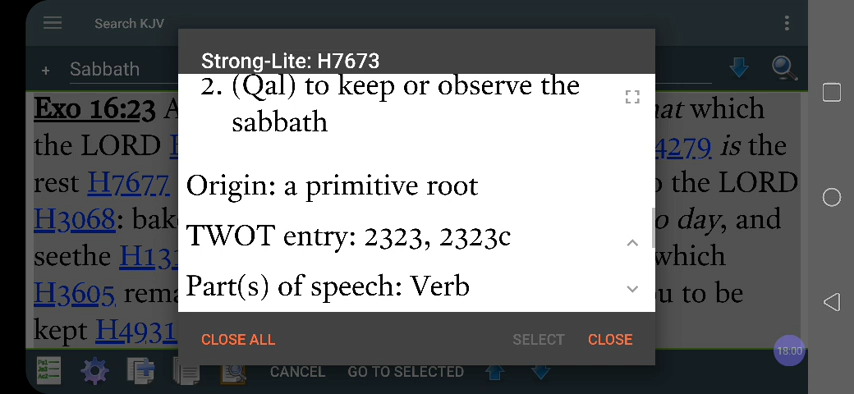 Search KJV
Strong-Lite: H7673
+ Sabbath
2. (Qal) to keep or observe the
sabbath
Origin: a primitive root
TWOT entry: 2323, 2323c
Part(s) of speech: Verb
CLOSE ALL
SELECT
CLOSE
Exo 16:23 A
hat which
the LORD
4279 is the
rest H7677
o the LORD
H3068: bak
o day, and
seethe H131
which
H3605 rema
u to be
kept H4931
18:00
CANCEL
GO TO SELECTED